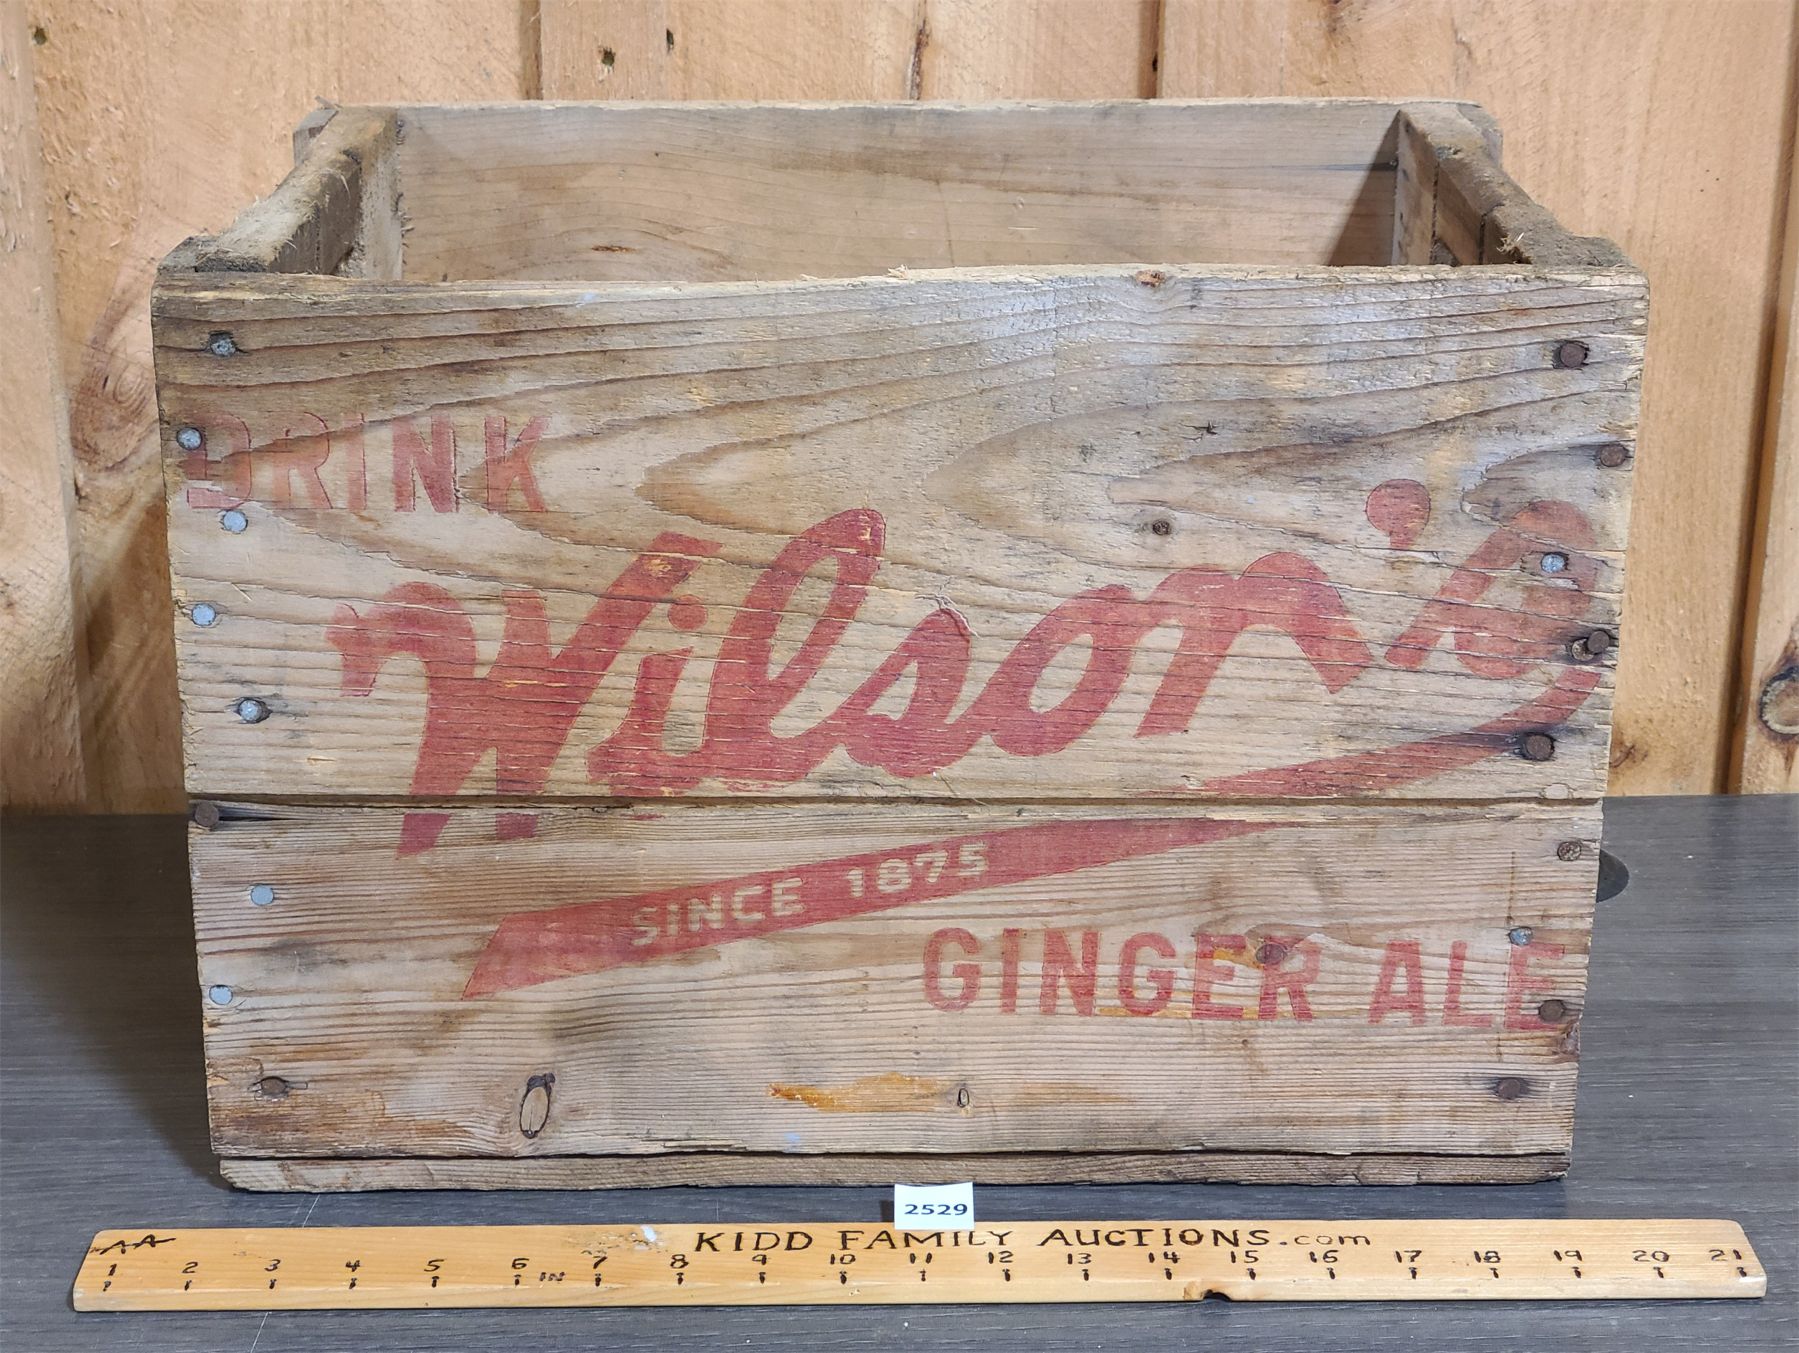 DRINK
Wilson's
SINCE 1875
GINGER ALE
2529
AA KIDD FAMILY AUCTIONS.com
1 2 3 4 5 6 IN 7 8 9 10 11 12 13 14 15 16 17 18 19 20 21